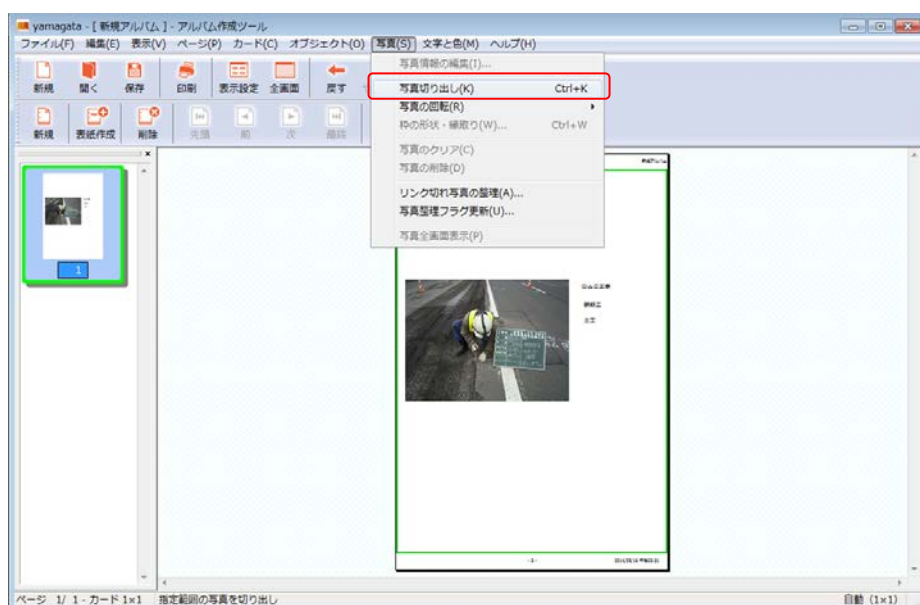 yamagata - [ 新規アルバム ] - アルバム作成ツール
ファイル(F) 編集(E) 表示(V) ページ(P) カード(C) オブジェクト(O) 写真(S) 文字と色(M) ヘルプ(H)
新規 開く 保存 印刷 表示設定 全画面 戻す
新規 表紙作成 削除 先頭 前 次 最終
写真情報の編集(I)...
写真切り出し(K) Ctrl+K
写真の回転(R)
枠の形状・縁取り(W)... Ctrl+W
写真のクリア(C)
写真の削除(D)
リンク切れ写真の整理(A)...
写真整理フラグ更新(U)...
写真全画面表示(P)
1
- 1 -
ページ 1/ 1 - カード 1×1 指定範囲の写真を切り出し 自動 (1×1)